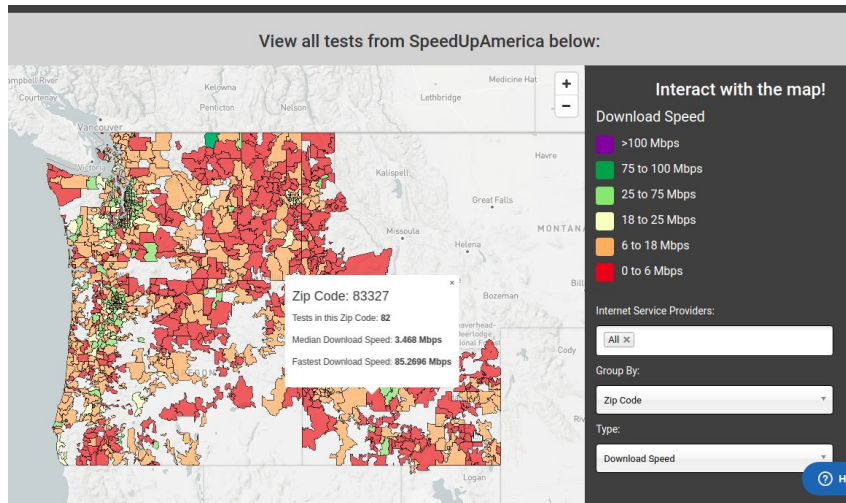 View all tests from SpeedUpAmerica below:
Campbell River
Courtenay
Kelowna
Penticton
Nelson
Medicine Hat
Lethbridge
Vancouver
Victoria
Kalispell
Havre
Great Falls
Missoula
MONTANA
Helena
Bozeman
Cody
Logan
+
−
×
Zip Code: 83327
Tests in this Zip Code: 82
Median Download Speed: 3.468 Mbps
Fastest Download Speed: 85.2696 Mbps
Interact with the map!
Download Speed
>100 Mbps
75 to 100 Mbps
25 to 75 Mbps
18 to 25 Mbps
6 to 18 Mbps
0 to 6 Mbps
Internet Service Providers:
All ×
Group By:
Zip Code
Type:
Download Speed
? H